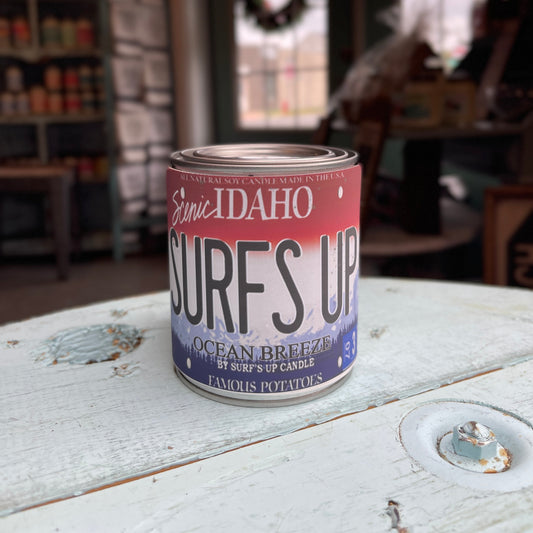 ALL NATURAL SOY CANDLE MADE IN THE U.S.A.
Scenic IDAHO
SURFS UP
OCEAN BREEZE
BY SURF'S UP CANDLE
FAMOUS POTATOES